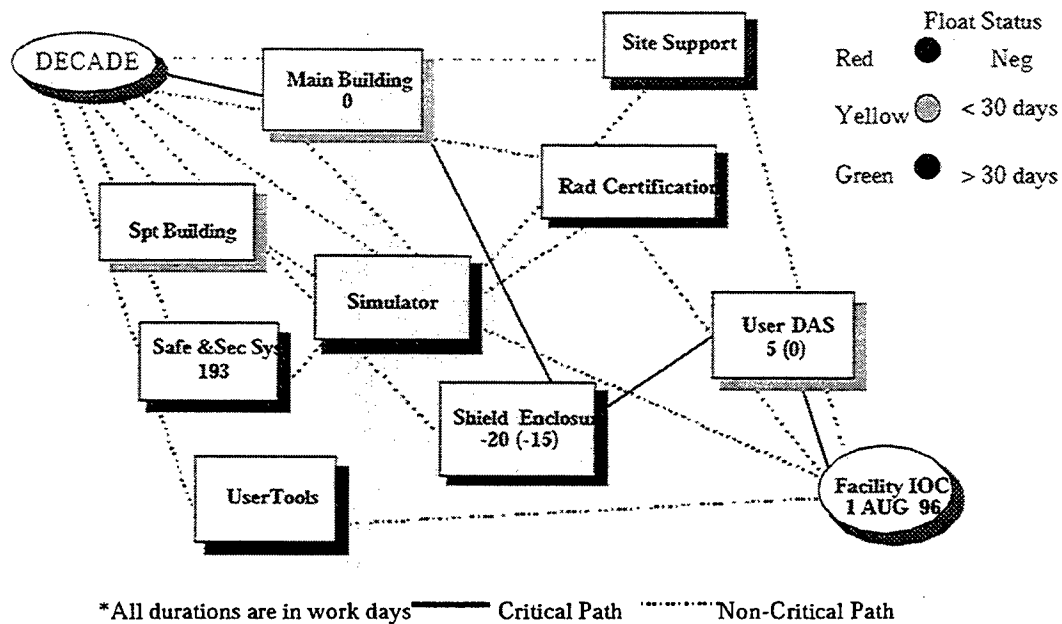 DECADE
Main Building
0
Site Support
Float Status
Red
Neg
Yellow
< 30 days
Green
> 30 days
Rad Certification
Spt Building
Simulator
User DAS
5 (0)
Safe &Sec Sys
193
Shield Enclosur
-20 (-15)
UserTools
Facility IOC
1 AUG 96
*All durations are in work days
Critical Path
Non-Critical Path